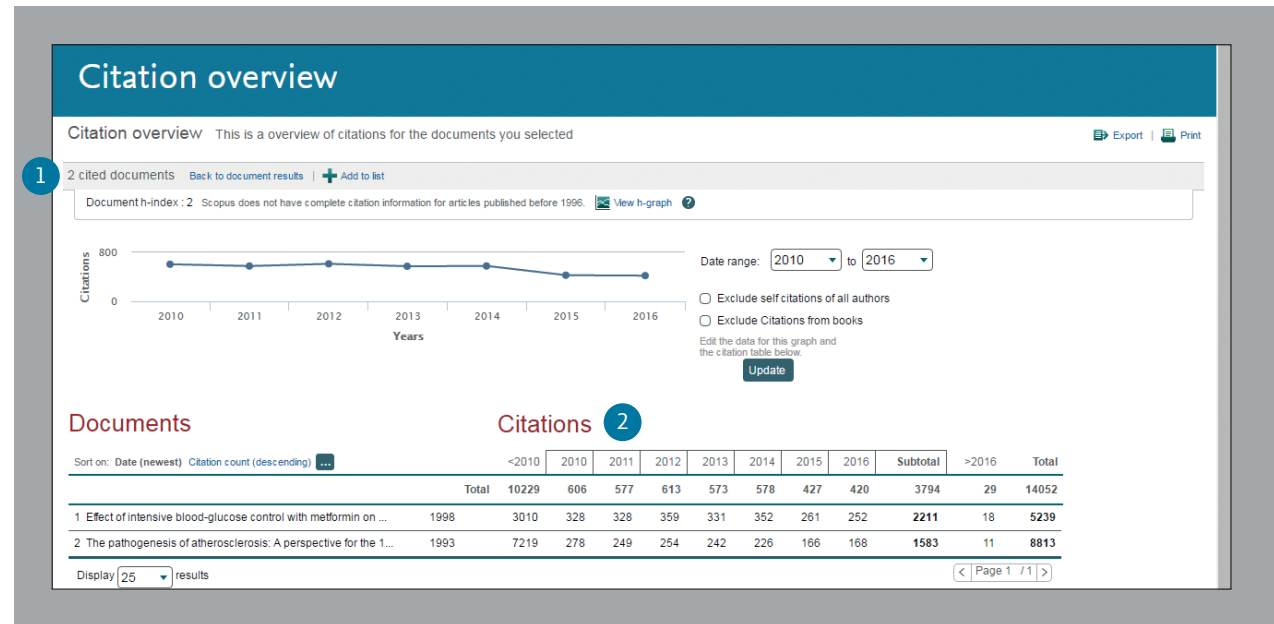 Citation overview
Citation overview This is a overview of citations for the documents you selected Export | Print
1 2 cited documents Back to document results | Add to list
Document h-index : 2 Scopus does not have complete citation information for articles published before 1996. View h-graph ?
Citations
800
0
2010 2011 2012 2013 2014 2015 2016
Years
Date range: 2010 to 2016
Exclude self citations of all authors
Exclude Citations from books
Edit the data for this graph and
the citation table below.
Update
Documents Citations 2
Sort on: Date (newest) Citation count (descending) ... <2010 2010 2011 2012 2013 2014 2015 2016 Subtotal >2016 Total
Total 10229 606 577 613 573 578 427 420 3794 29 14052
1 Effect of intensive blood-glucose control with metformin on ... 1998 3010 328 328 359 331 352 261 252 2211 18 5239
2 The pathogenesis of atherosclerosis: A perspective for the 1... 1993 7219 278 249 254 242 226 166 168 1583 11 8813
Display 25 results < Page 1 / 1 >